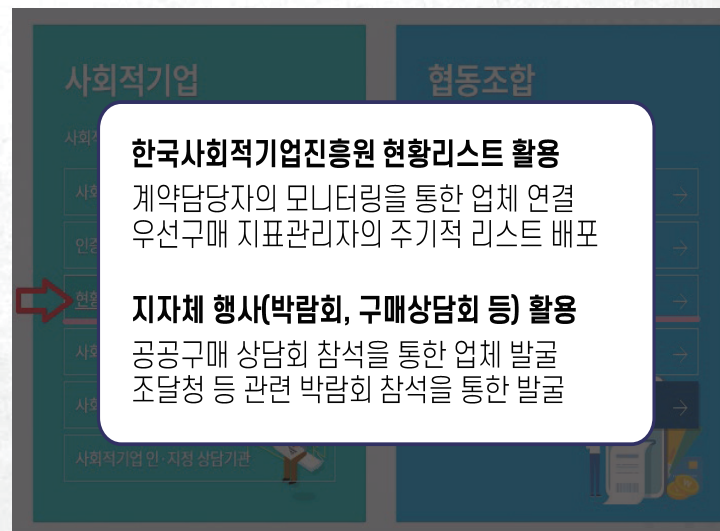 사회적기업
협동조합
한국사회적기업진흥원 현황리스트 활용
계약담당자의 모니터링을 통한 업체 연결
우선구매 지표관리자의 주기적 리스트 배포
지자체 행사(박람회, 구매상담회 등) 활용
공공구매 상담회 참석을 통한 업체 발굴
조달청 등 관련 박람회 참석을 통한 발굴
사회적기업 인·지정 상담기관